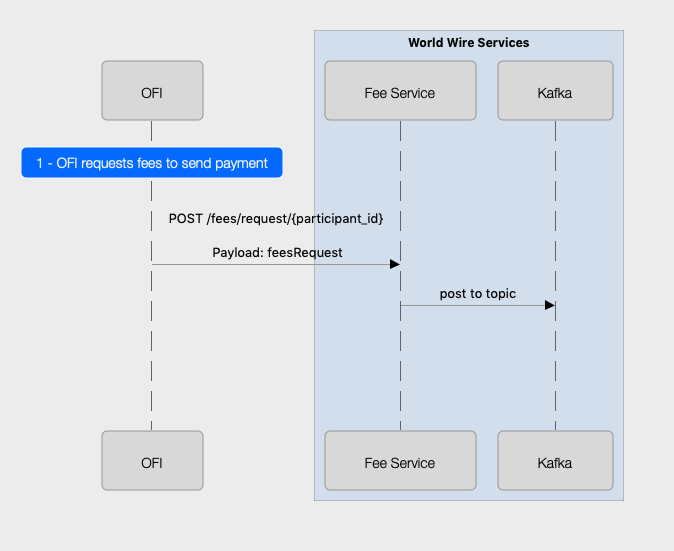 World Wire Services
OFI
Fee Service
Kafka
1 - OFI requests fees to send payment
POST /fees/request/{participant_id}
Payload: feesRequest
post to topic
OFI
Fee Service
Kafka